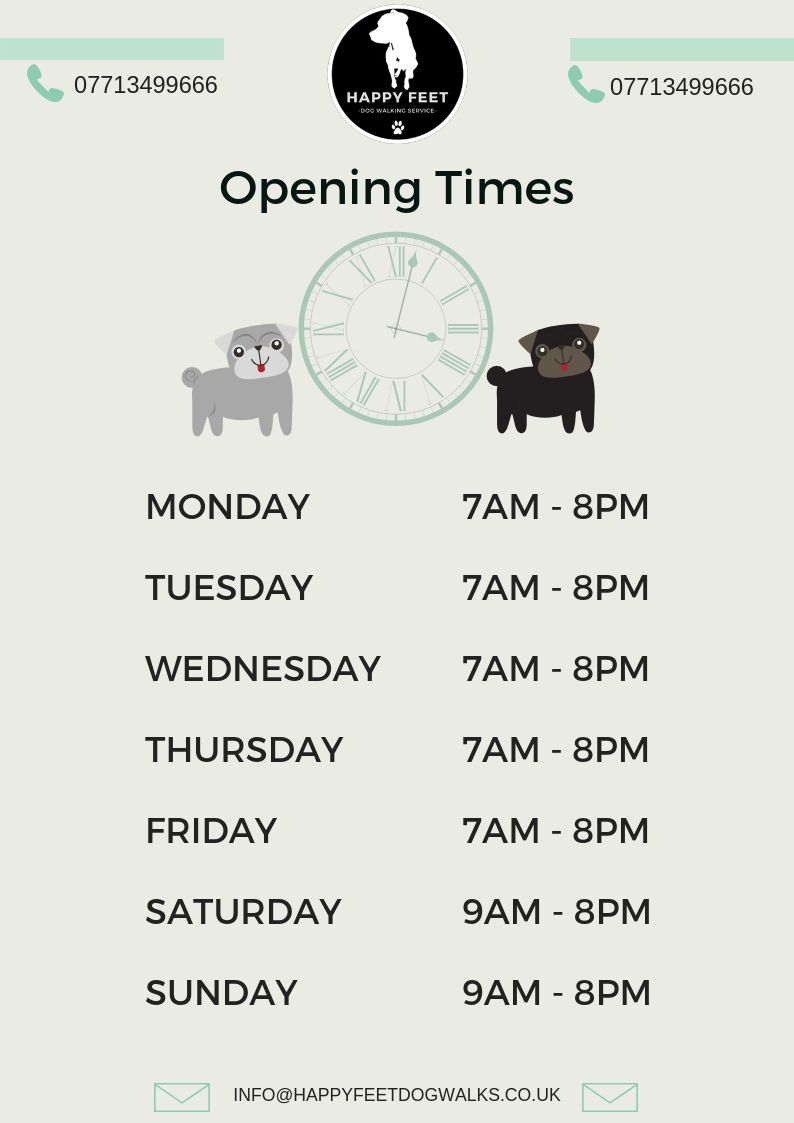 07713499666
HAPPY FEET
·DOG WALKING SERVICE·
07713499666
Opening Times
MONDAY 7AM - 8PM
TUESDAY 7AM - 8PM
WEDNESDAY 7AM - 8PM
THURSDAY 7AM - 8PM
FRIDAY 7AM - 8PM
SATURDAY 9AM - 8PM
SUNDAY 9AM - 8PM
INFO@HAPPYFEETDOGWALKS.CO.UK